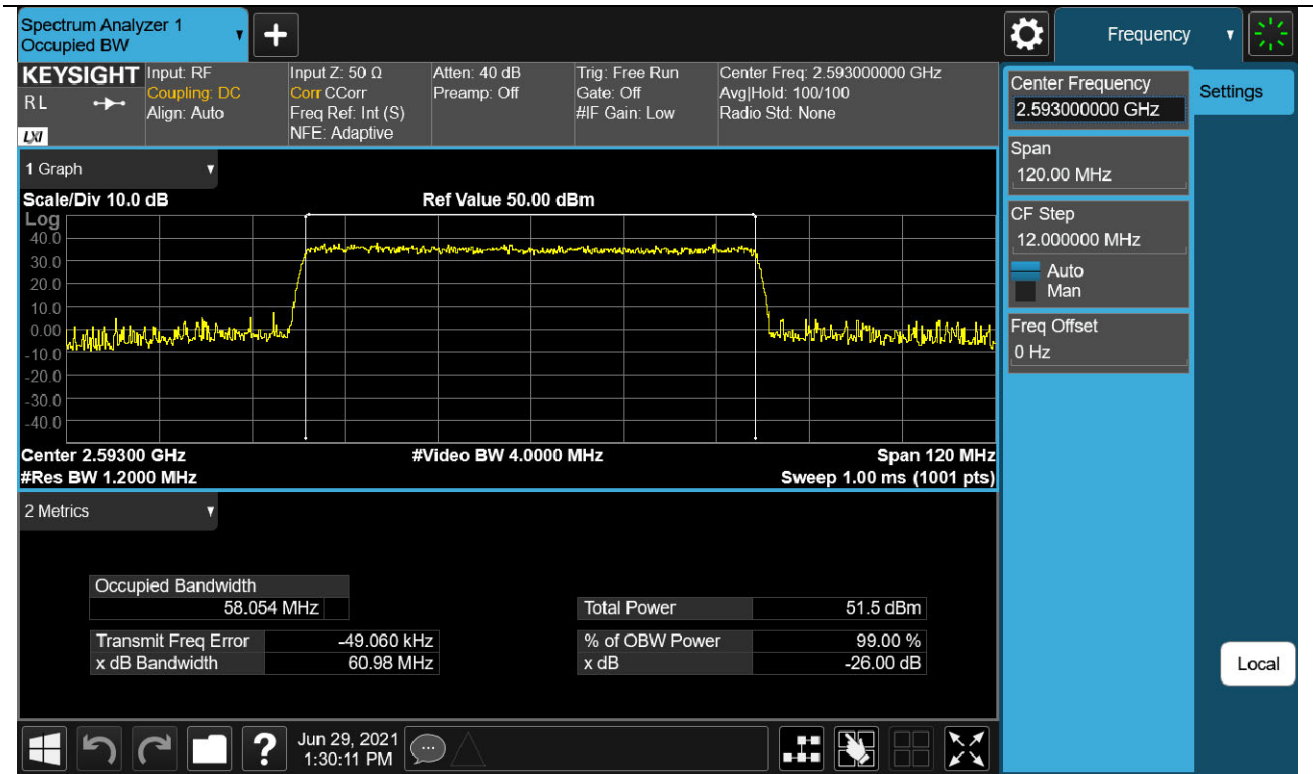 Spectrum Analyzer 1
Occupied BW
+
Frequency
KEYSIGHT
RL
LXI
Input: RF
Coupling: DC
Align: Auto
Input Z: 50 Ω
Corr CCorr
Freq Ref: Int (S)
NFE: Adaptive
Atten: 40 dB
Preamp: Off
Trig: Free Run
Gate: Off
#IF Gain: Low
Center Freq: 2.593000000 GHz
Avg|Hold: 100/100
Radio Std: None
1 Graph
Scale/Div 10.0 dB
Ref Value 50.00 dBm
Log
40.0
30.0
20.0
10.0
0.00
-10.0
-20.0
-30.0
-40.0
Center 2.59300 GHz
#Video BW 4.0000 MHz
Span 120 MHz
#Res BW 1.2000 MHz
Sweep 1.00 ms (1001 pts)
2 Metrics
Occupied Bandwidth
58.054 MHz
Total Power 51.5 dBm
Transmit Freq Error -49.060 kHz
% of OBW Power 99.00 %
x dB Bandwidth 60.98 MHz
x dB -26.00 dB
Center Frequency
2.593000000 GHz
Settings
Span
120.00 MHz
CF Step
12.000000 MHz
Auto
Man
Freq Offset
0 Hz
Local
?
Jun 29, 2021
1:30:11 PM